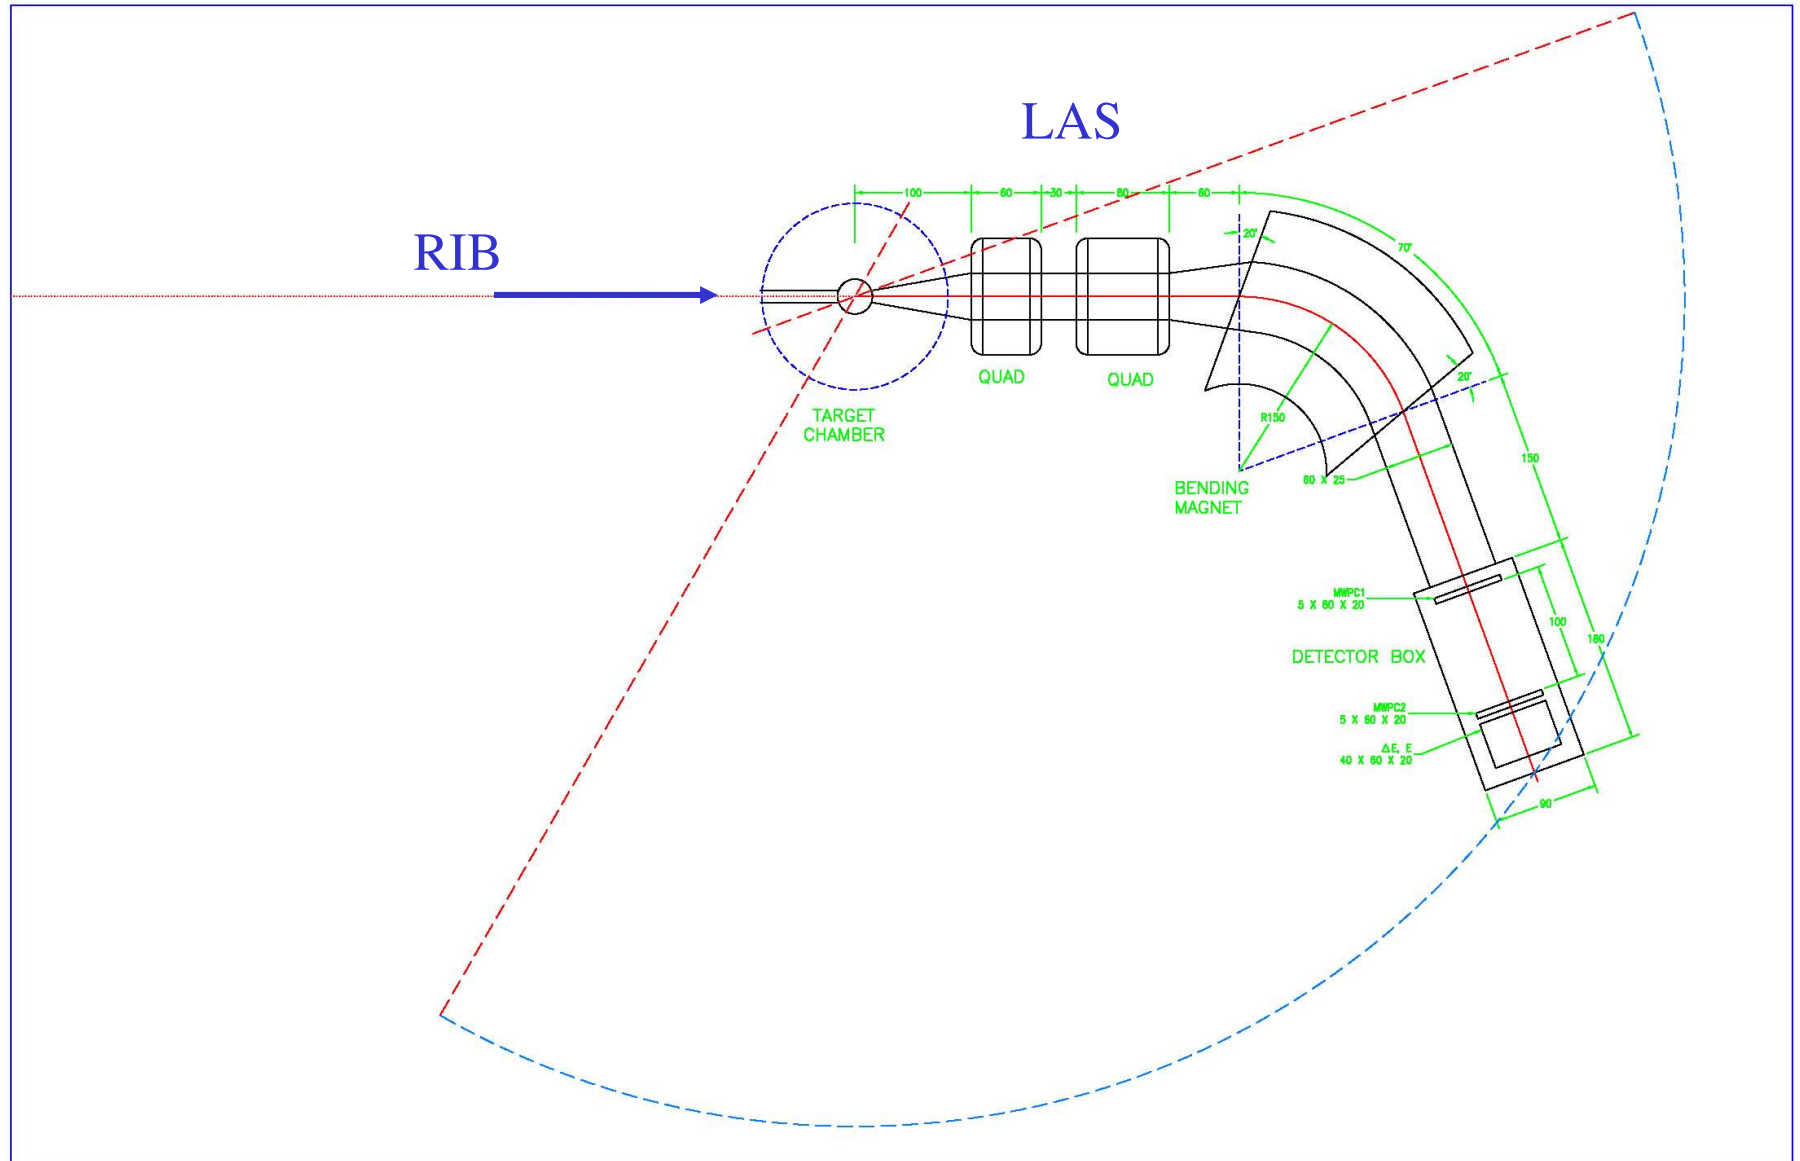 LAS
RIB
100
60
30
80
60
20°
70°
QUAD
QUAD
20°
TARGET
CHAMBER
R150
BENDING
MAGNET
60 X 25
150
MWPC1
5 X 60 X 20
100
180
DETECTOR BOX
MWPC2
5 X 60 X 20
ΔE, E
40 X 60 X 20
90